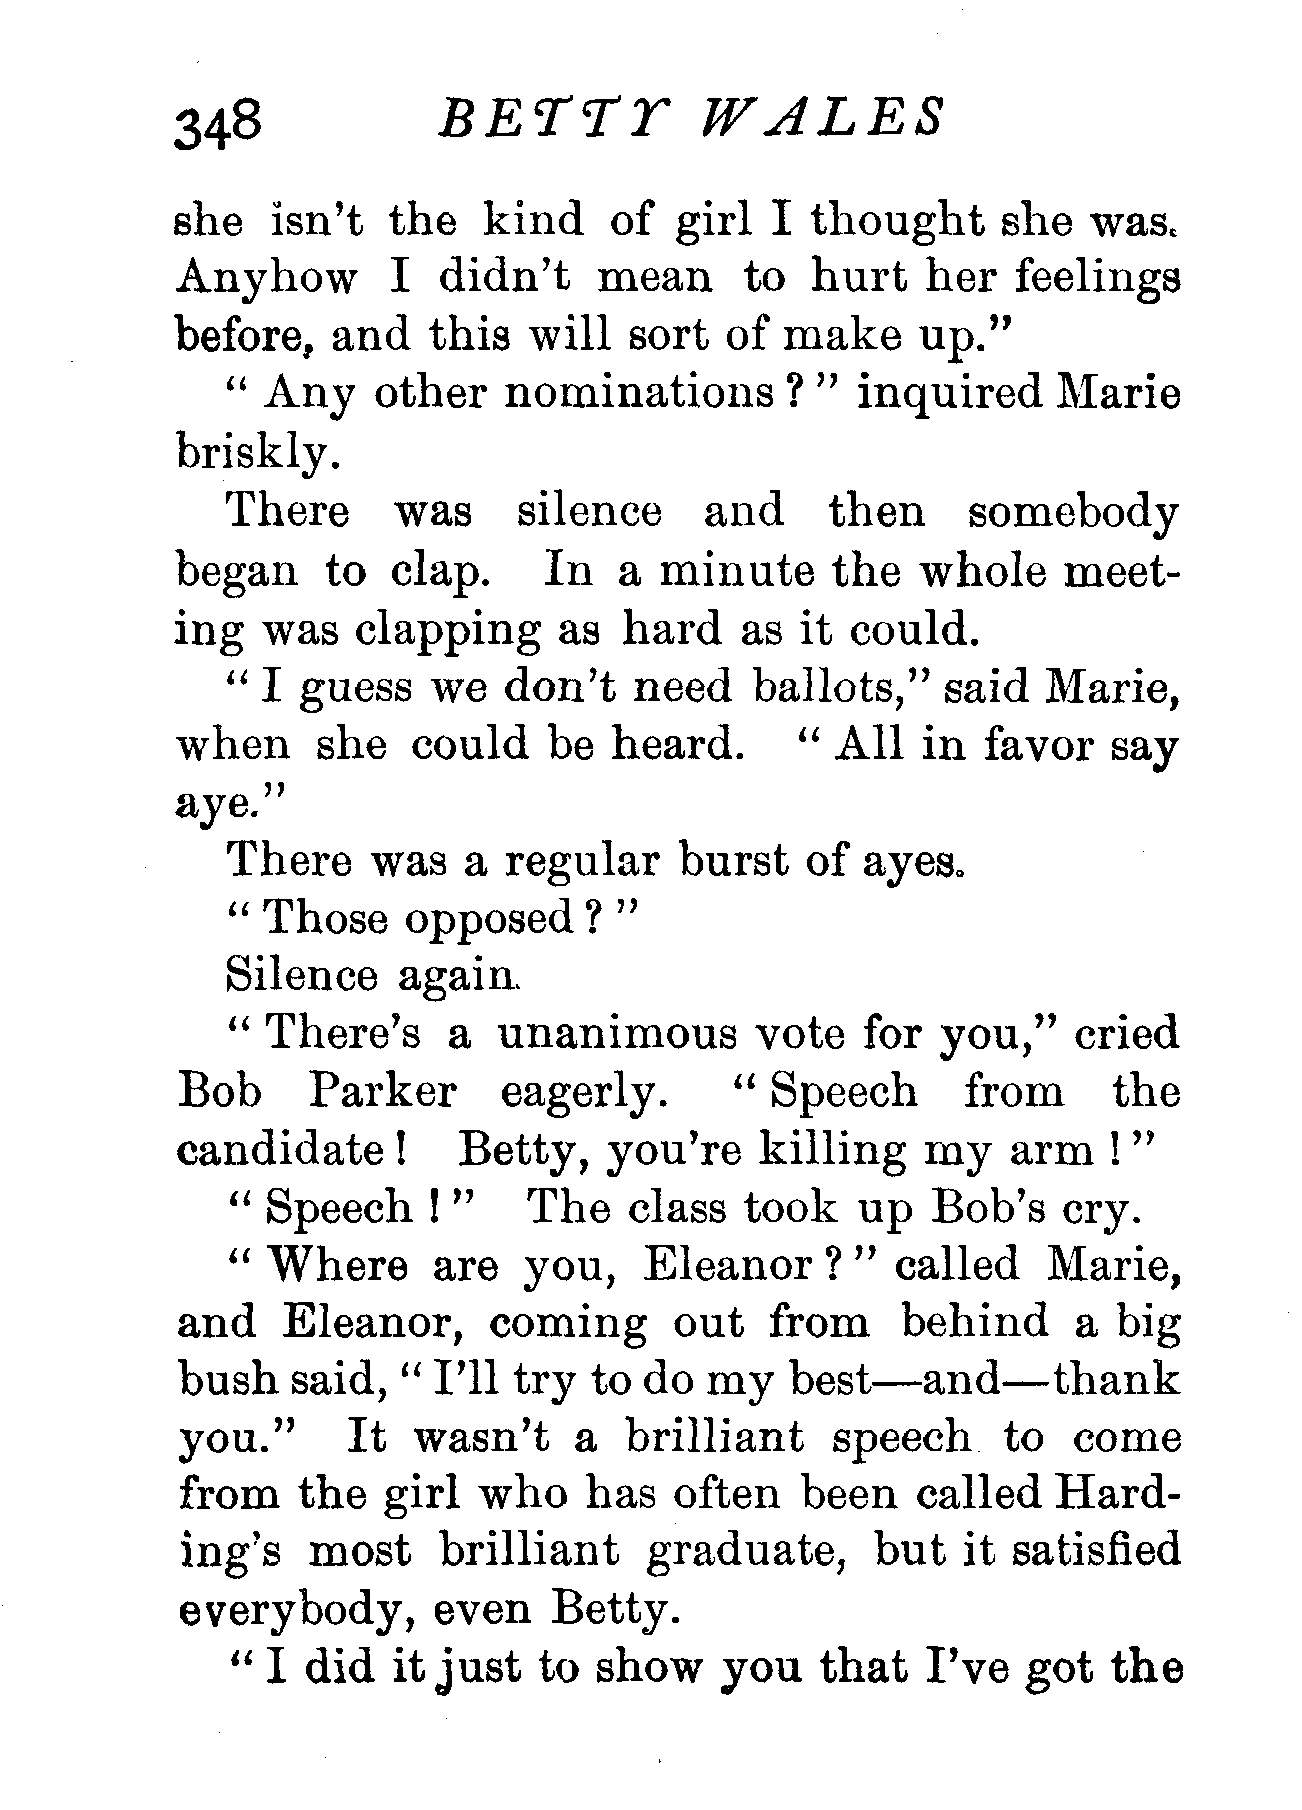 348 BETTY WALES
she isn't the kind of girl I thought she was.
Anyhow I didn't mean to hurt her feelings
before, and this will sort of make up."
"Any other nominations?" inquired Marie
briskly.
There was silence and then somebody
began to clap. In a minute the whole meet-
ing was clapping as hard as it could.
"I guess we don't need ballots," said Marie,
when she could be heard. "All in favor say
aye."
There was a regular burst of ayes.
"Those opposed?"
Silence again.
"There's a unanimous vote for you," cried
Bob Parker eagerly. "Speech from the
candidate! Betty, you're killing my arm!"
"Speech!" The class took up Bob's cry.
"Where are you, Eleanor?" called Marie,
and Eleanor, coming out from behind a big
bush said, "I'll try to do my best—and—thank
you." It wasn't a brilliant speech to come
from the girl who has often been called Hard-
ing's most brilliant graduate, but it satisfied
everybody, even Betty.
"I did it just to show you that I've got the